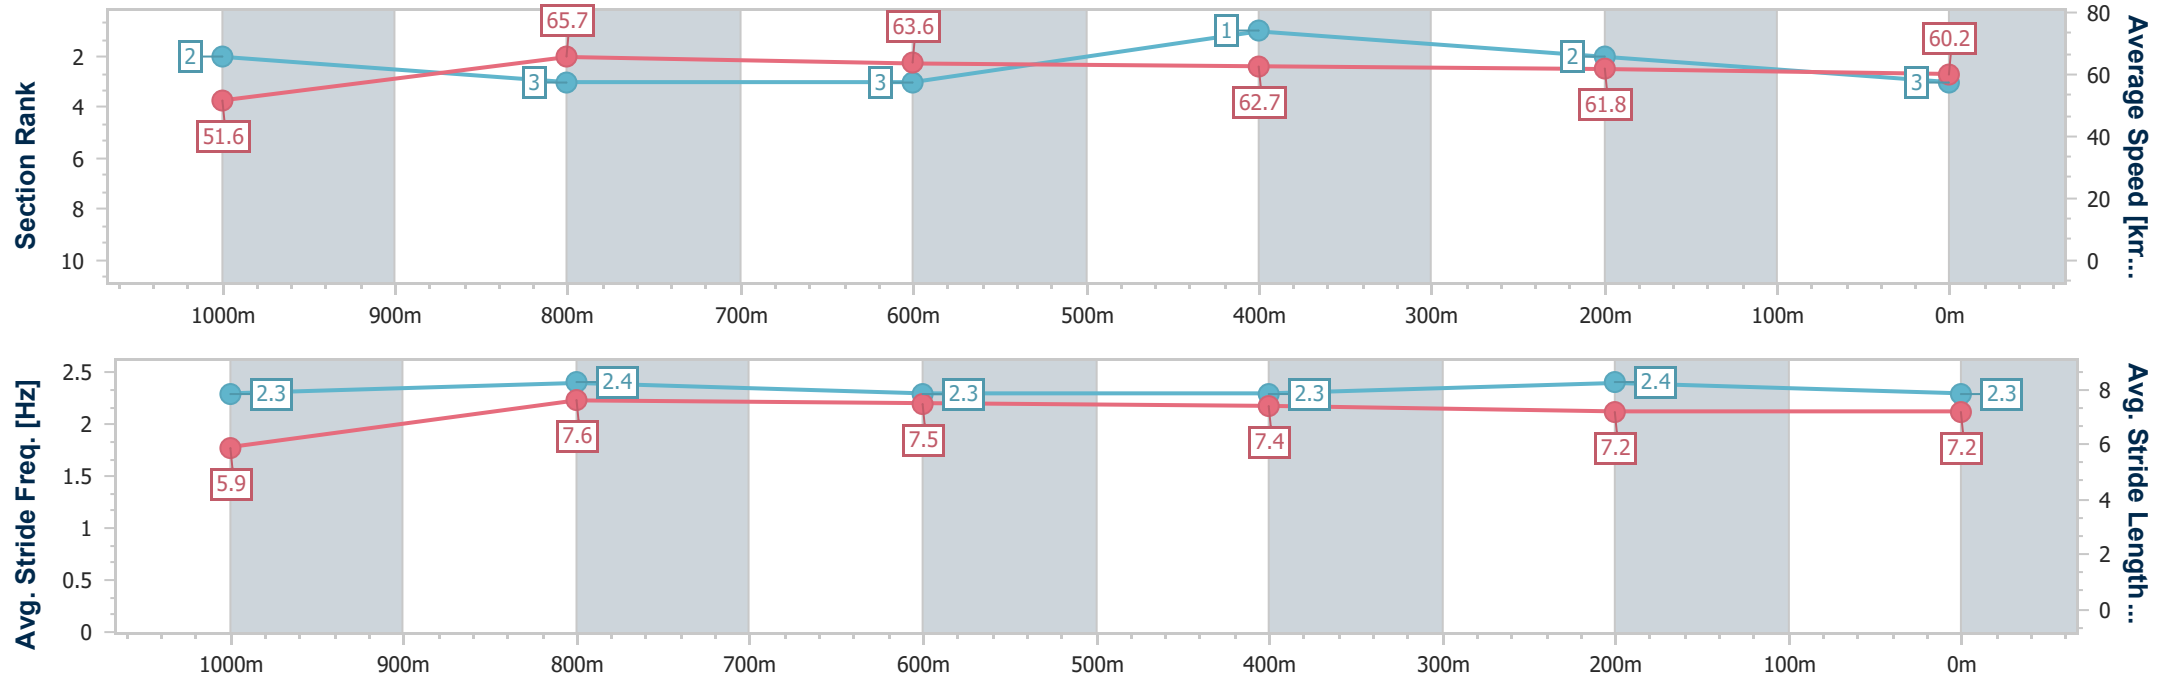 Section Rank
2
4
6
8
10
80
60
40
20
0
Average Speed [km...
2
3
3
1
2
3
51.6
65.7
63.6
62.7
61.8
60.2
1000m
900m
800m
700m
600m
500m
400m
300m
200m
100m
0m
Avg. Stride Freq. [Hz]
2.5
2
1.5
1
0.5
0
8
6
4
2
0
Avg. Stride Length...
2.3
2.4
2.3
2.3
2.4
2.3
5.9
7.6
7.5
7.4
7.2
7.2
1000m
900m
800m
700m
600m
500m
400m
300m
200m
100m
0m